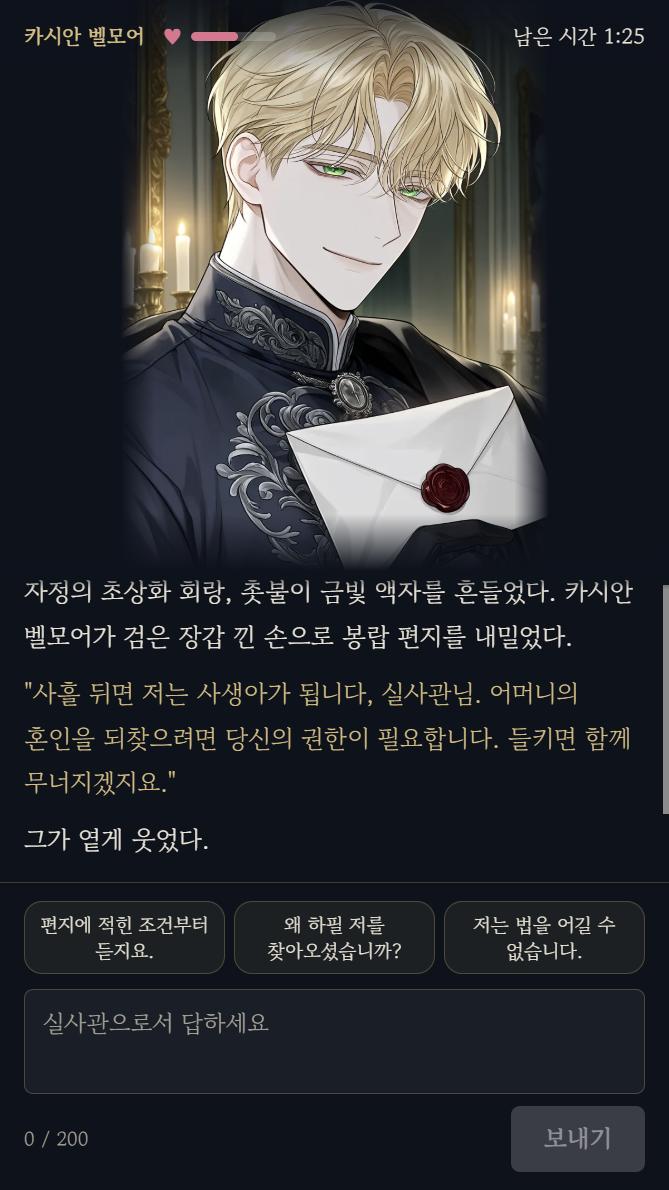 카시안 벨모어
남은 시간 1:25
자정의 초상화 회랑, 촛불이 금빛 액자를 흔들었다. 카시안
벨모어가 검은 장갑 낀 손으로 봉랍 편지를 내밀었다.
"사흘 뒤면 저는 사생아가 됩니다, 실사관님. 어머니의
혼인을 되찾으려면 당신의 권한이 필요합니다. 들키면 함께
무너지겠지요."
그가 옅게 웃었다.
편지에 적힌 조건부터
듣지요.
왜 하필 저를
찾아오셨습니까?
저는 법을 어길 수
없습니다.
실사관으로서 답하세요
0 / 200
보내기